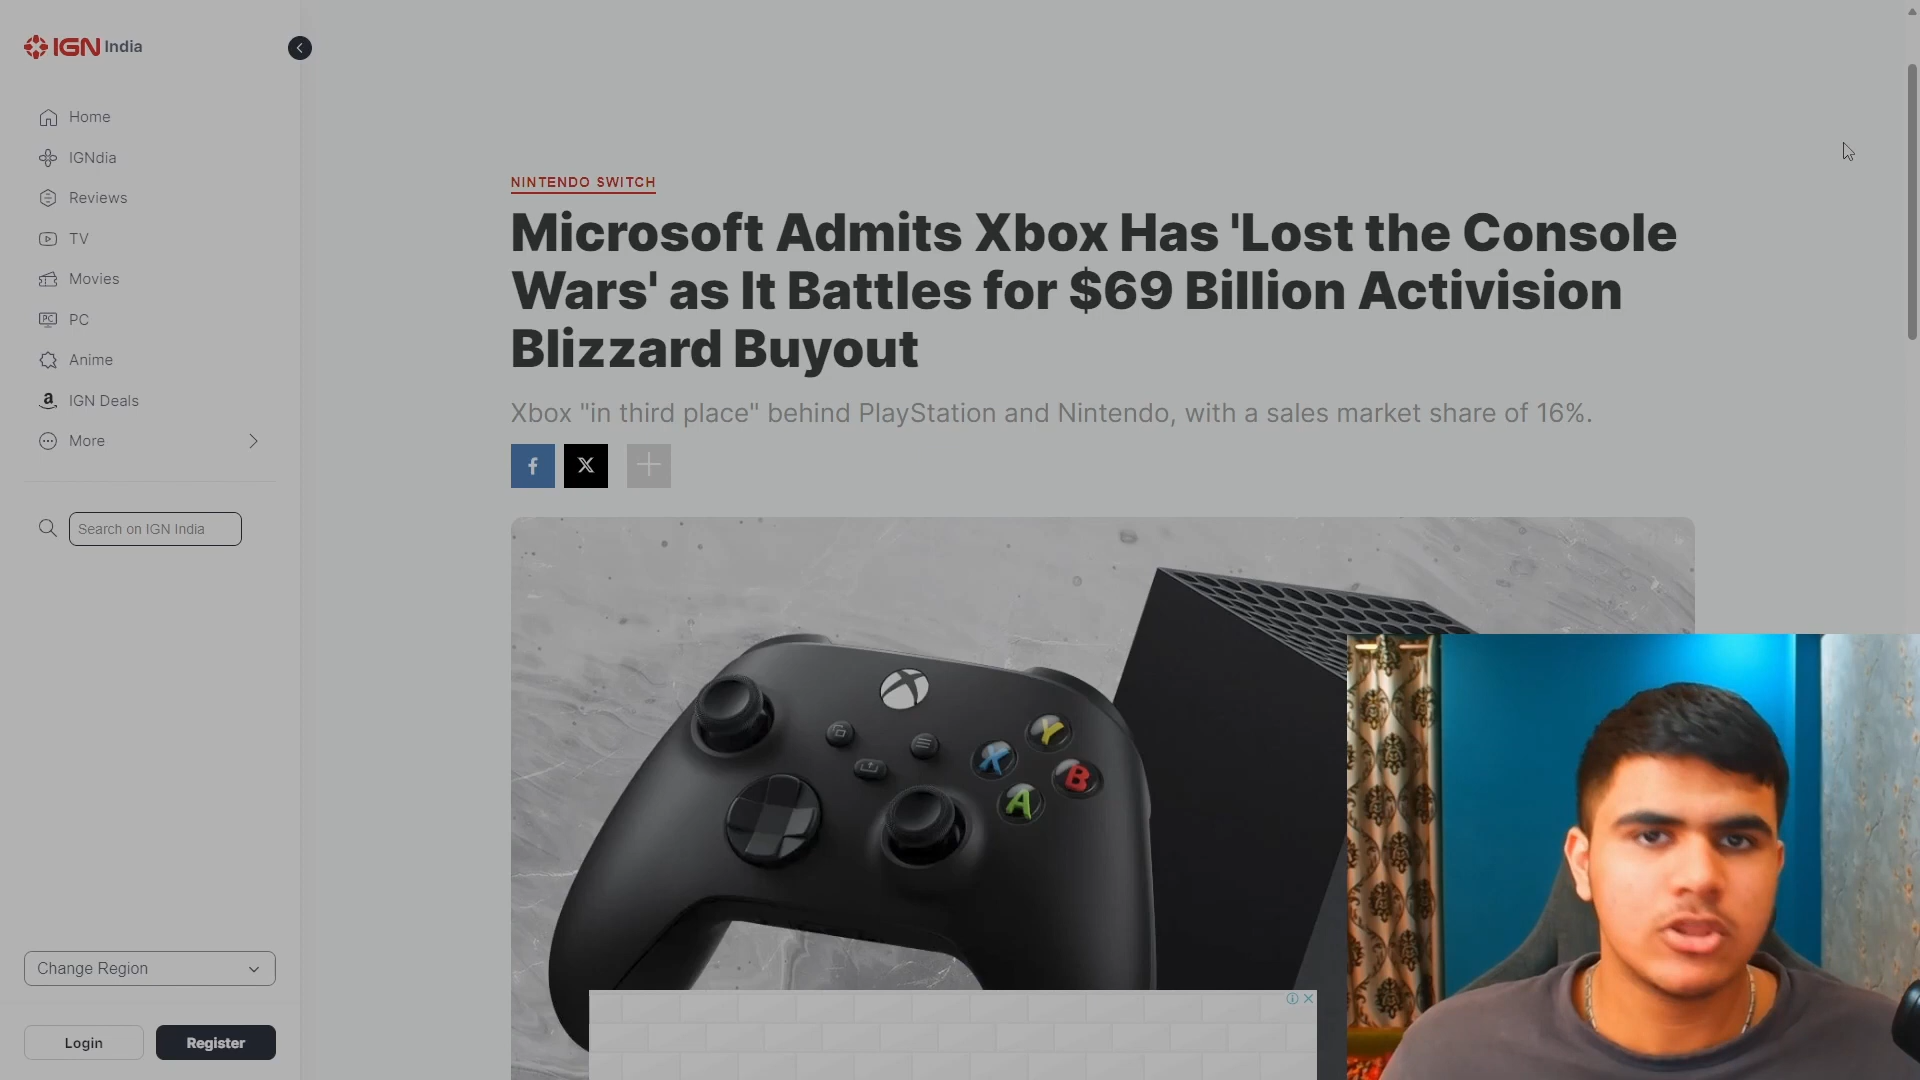 IGN India
Home
IGNdia
Reviews
TV
Movies
PC
Anime
IGN Deals
More
Search on IGN India
Change Region
Login
Register
NINTENDO SWITCH
Microsoft Admits Xbox Has 'Lost the Console
Wars' as It Battles for $69 Billion Activision
Blizzard Buyout
Xbox "in third place" behind PlayStation and Nintendo, with a sales market share of 16%.
Y
X
B
A